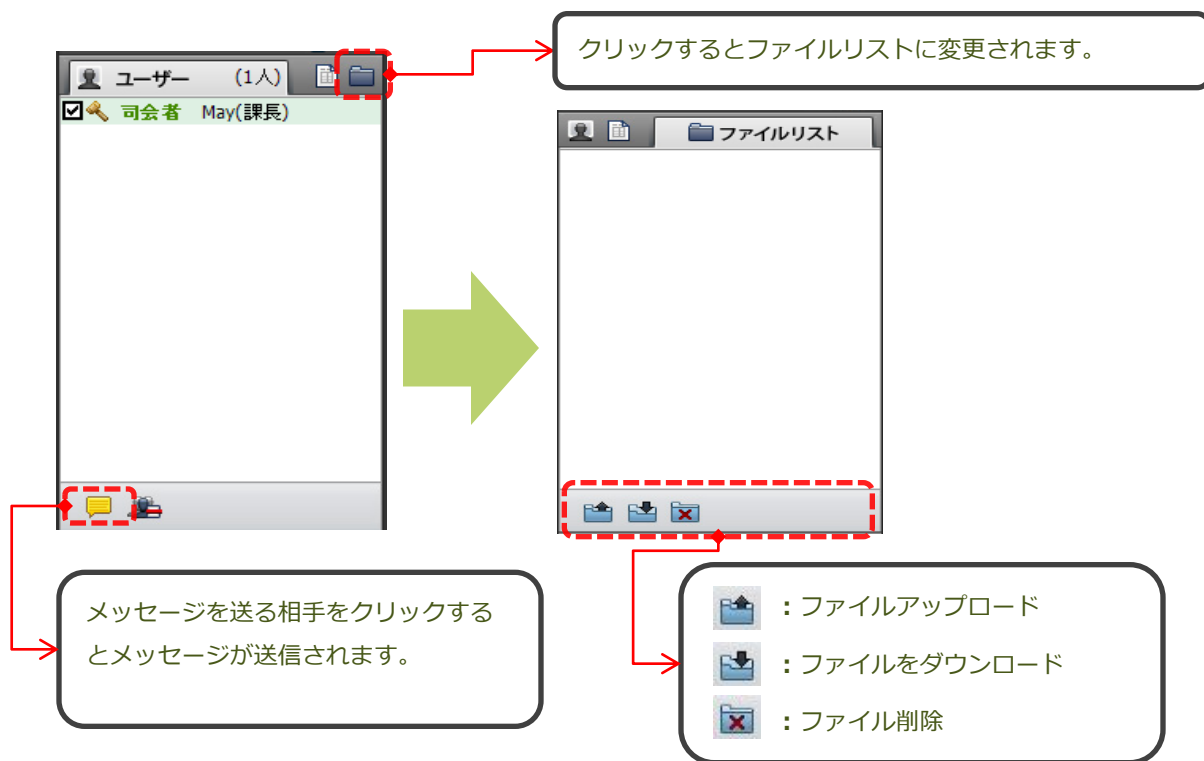 クリックするとファイルリストに変更されます。
ユーザー (1人)
司会者 May(課長)
ファイルリスト
メッセージを送る相手をクリックする
とメッセージが送信されます。
：ファイルアップロード
：ファイルをダウンロード
：ファイル削除